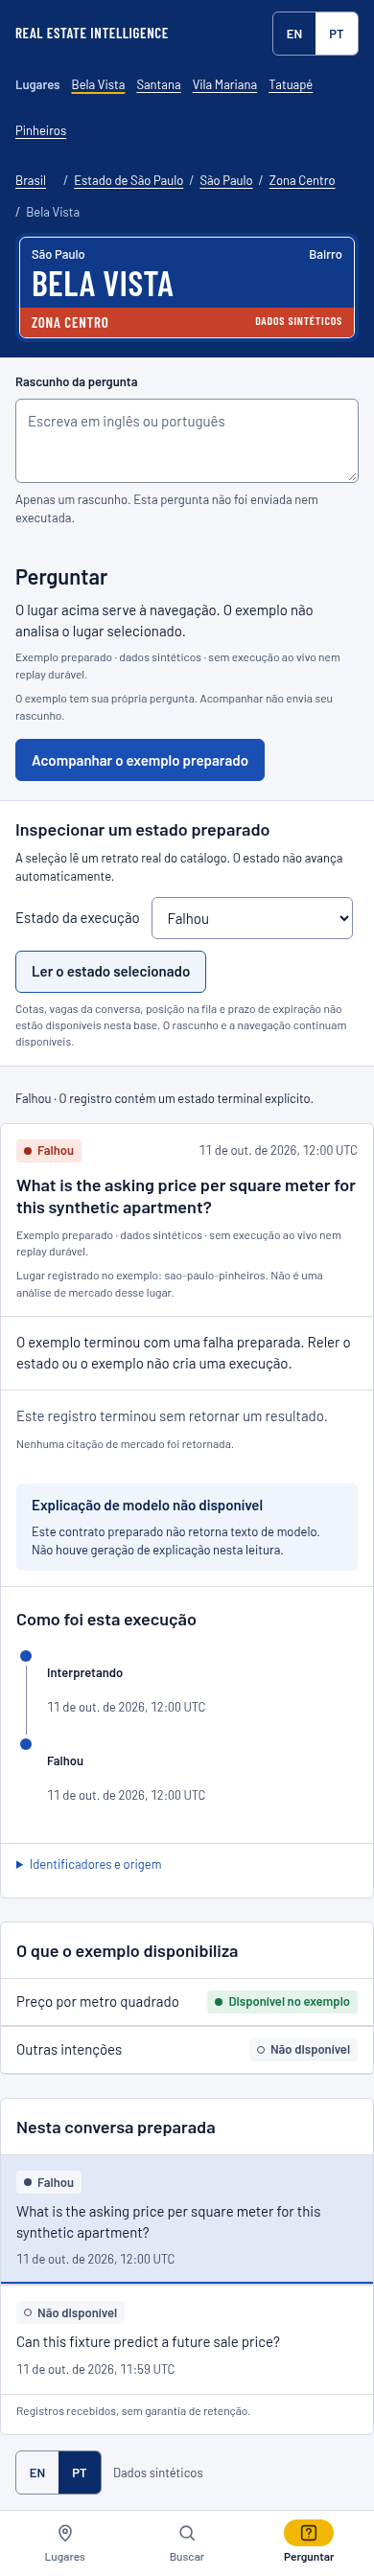 REAL ESTATE INTELLIGENCE
EN PT
Lugares Bela Vista Santana Vila Mariana Tatuapé
Pinheiros
Brasil / Estado de São Paulo / São Paulo / Zona Centro
/ Bela Vista
São Paulo Bairro
BELA VISTA
ZONA CENTRO DADOS SINTÉTICOS
Rascunho da pergunta
Escreva em inglês ou português
Apenas um rascunho. Esta pergunta não foi enviada nem
executada.
Perguntar
O lugar acima serve à navegação. O exemplo não
analisa o lugar selecionado.
Exemplo preparado · dados sintéticos · sem execução ao vivo nem
replay durável.
O exemplo tem sua própria pergunta. Acompanhar não envia seu
rascunho.
Acompanhar o exemplo preparado
Inspecionar um estado preparado
A seleção lê um retrato real do catálogo. O estado não avança
automaticamente.
Estado da execução Falhou
Ler o estado selecionado
Cotas, vagas da conversa, posição na fila e prazo de expiração não
estão disponíveis nesta base. O rascunho e a navegação continuam
disponíveis.
Falhou · O registro contém um estado terminal explícito.
Falhou 11 de out. de 2026, 12:00 UTC
What is the asking price per square meter for
this synthetic apartment?
Exemplo preparado · dados sintéticos · sem execução ao vivo nem
replay durável.
Lugar registrado no exemplo: sao-paulo-pinheiros. Não é uma
análise de mercado desse lugar.
O exemplo terminou com uma falha preparada. Reler o
estado ou o exemplo não cria uma execução.
Este registro terminou sem retornar um resultado.
Nenhuma citação de mercado foi retornada.
Explicação de modelo não disponível
Este contrato preparado não retorna texto de modelo.
Não houve geração de explicação nesta leitura.
Como foi esta execução
Interpretando
11 de out. de 2026, 12:00 UTC
Falhou
11 de out. de 2026, 12:00 UTC
Identificadores e origem
O que o exemplo disponibiliza
Preço por metro quadrado Disponível no exemplo
Outras intenções Não disponível
Nesta conversa preparada
Falhou
What is the asking price per square meter for this
synthetic apartment?
11 de out. de 2026, 12:00 UTC
Não disponível
Can this fixture predict a future sale price?
11 de out. de 2026, 11:59 UTC
Registros recebidos, sem garantia de retenção.
EN PT Dados sintéticos
Lugares Buscar Perguntar